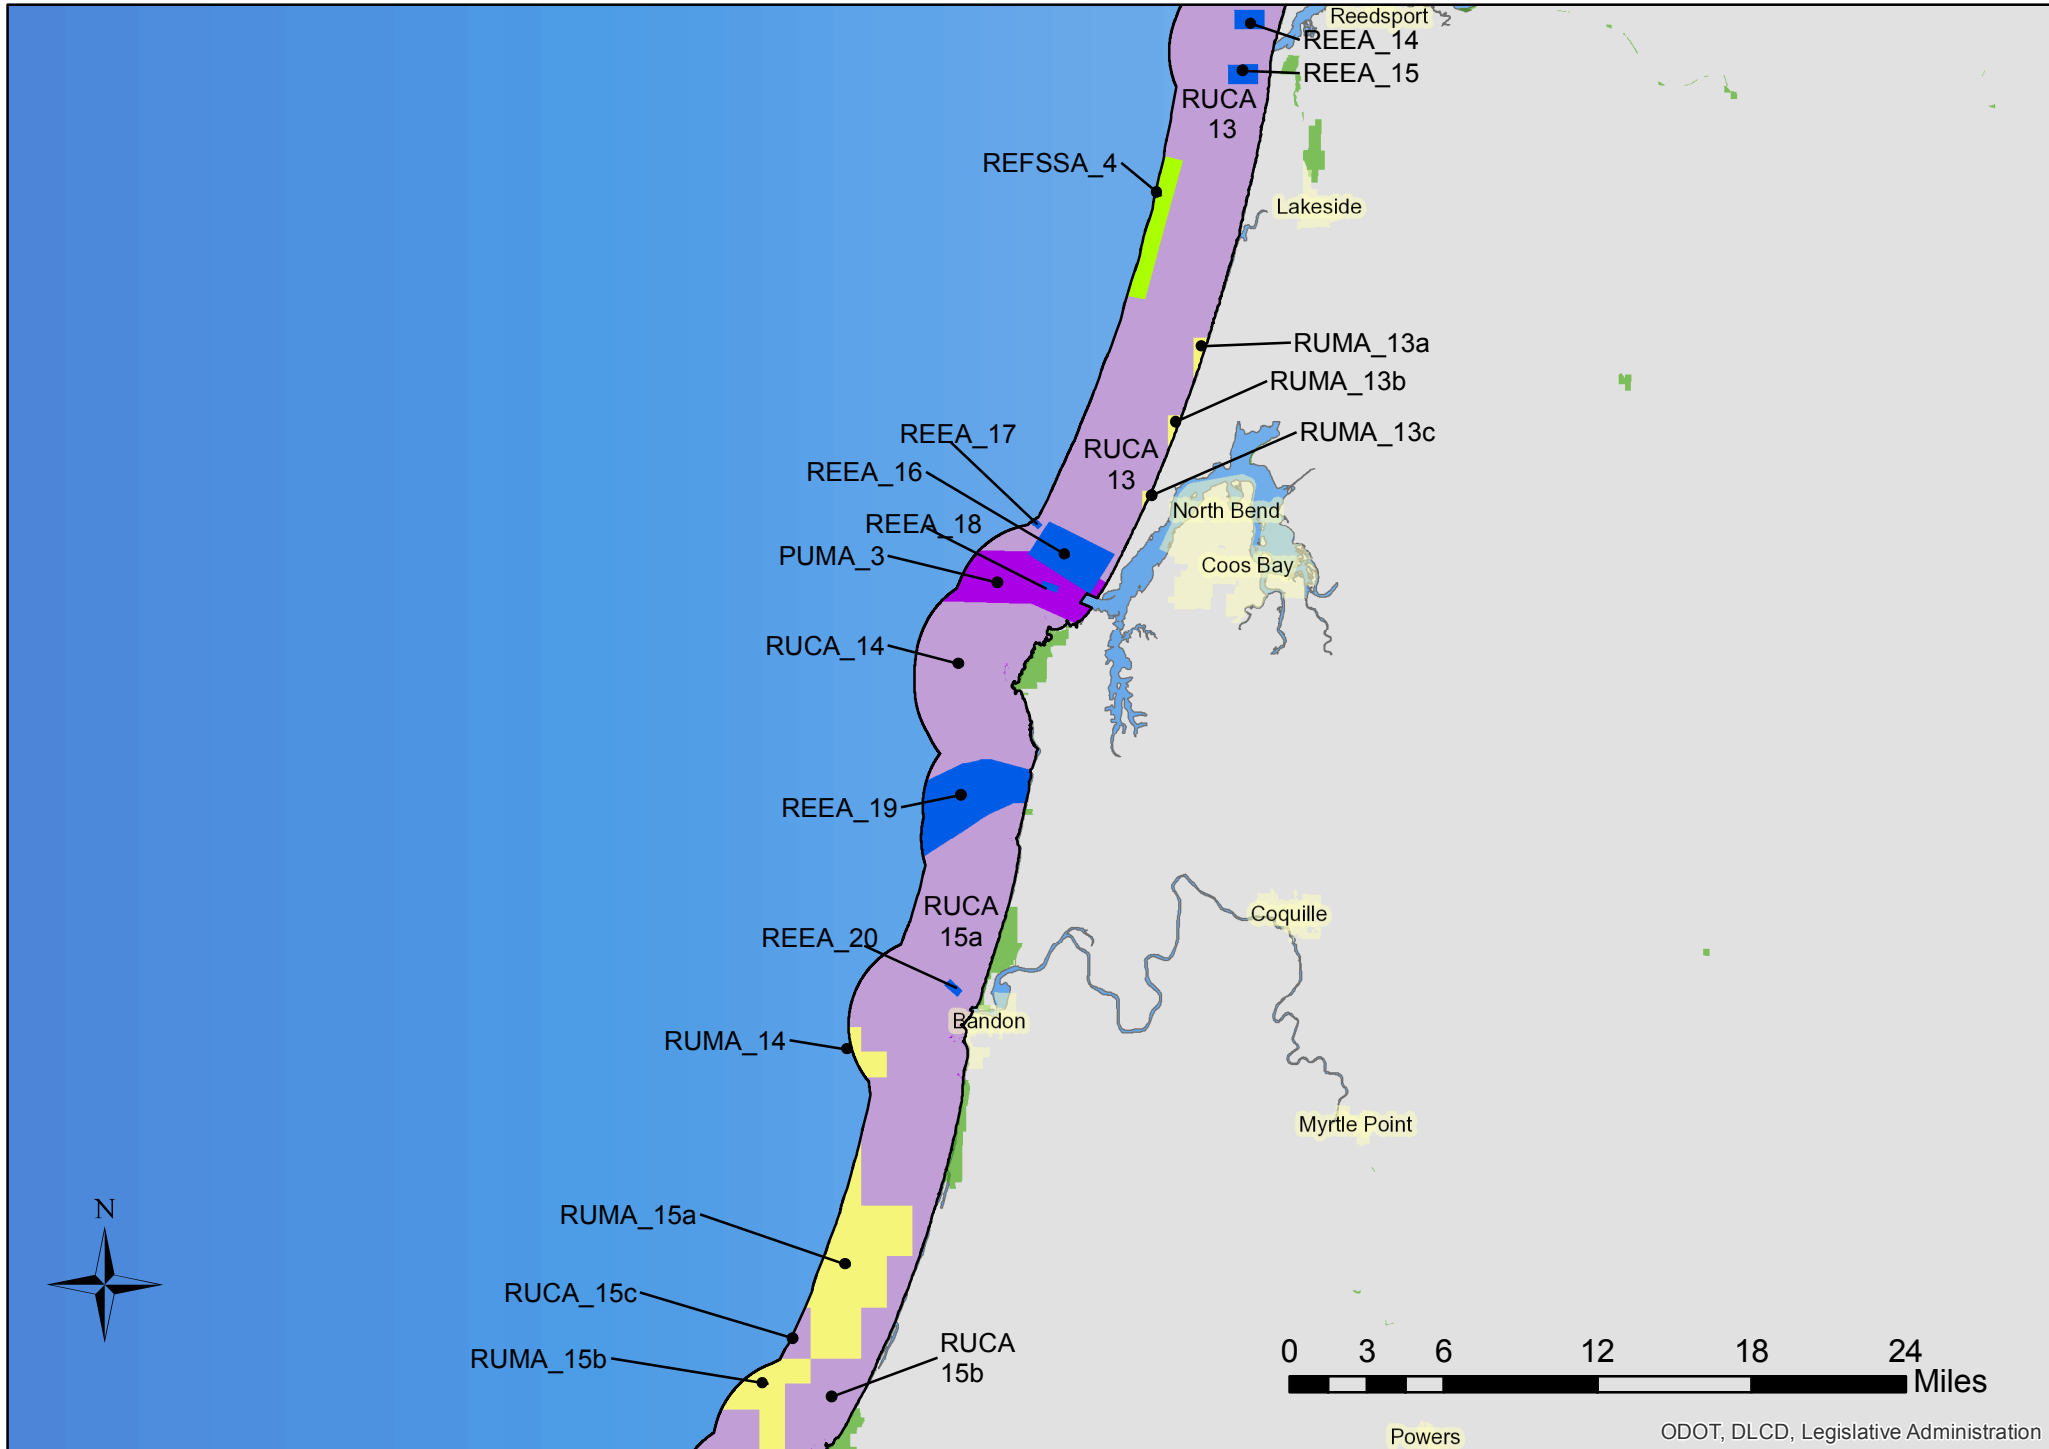 Reedsport
REEA_14
REEA_15
RUCA
13
REFSSA_4
Lakeside
RUMA_13a
RUMA_13b
REEA_17
RUMA_13c
RUCA
13
REEA_16
North Bend
REEA_18
PUMA_3
Coos Bay
RUCA_14
REEA_19
RUCA
15a
Coquille
REEA_20
Bandon
RUMA_14
Myrtle Point
N
RUMA_15a
RUCA_15c
RUCA
15b
RUMA_15b
0 3 6 12 18 24
Miles
Powers
ODOT, DLCD, Legislative Administration